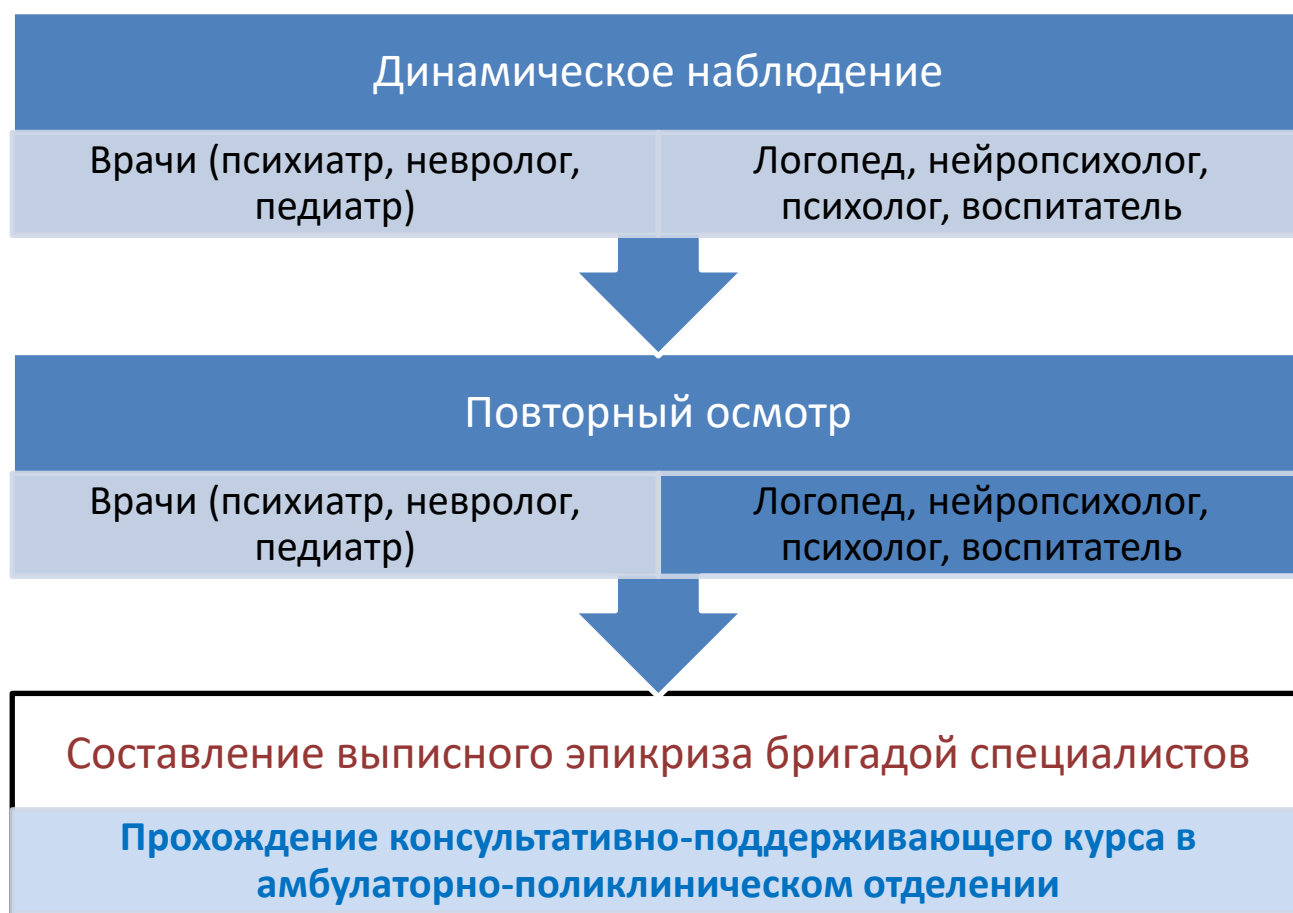 Динамическое наблюдение
Врачи (психиатр, невролог,
педиатр)
Логопед, нейропсихолог,
психолог, воспитатель
Повторный осмотр
Врачи (психиатр, невролог,
педиатр)
Логопед, нейропсихолог,
психолог, воспитатель
Составление выписного эпикриза бригадой специалистов
Прохождение консультативно-поддерживающего курса в
амбулаторно-поликлиническом отделении